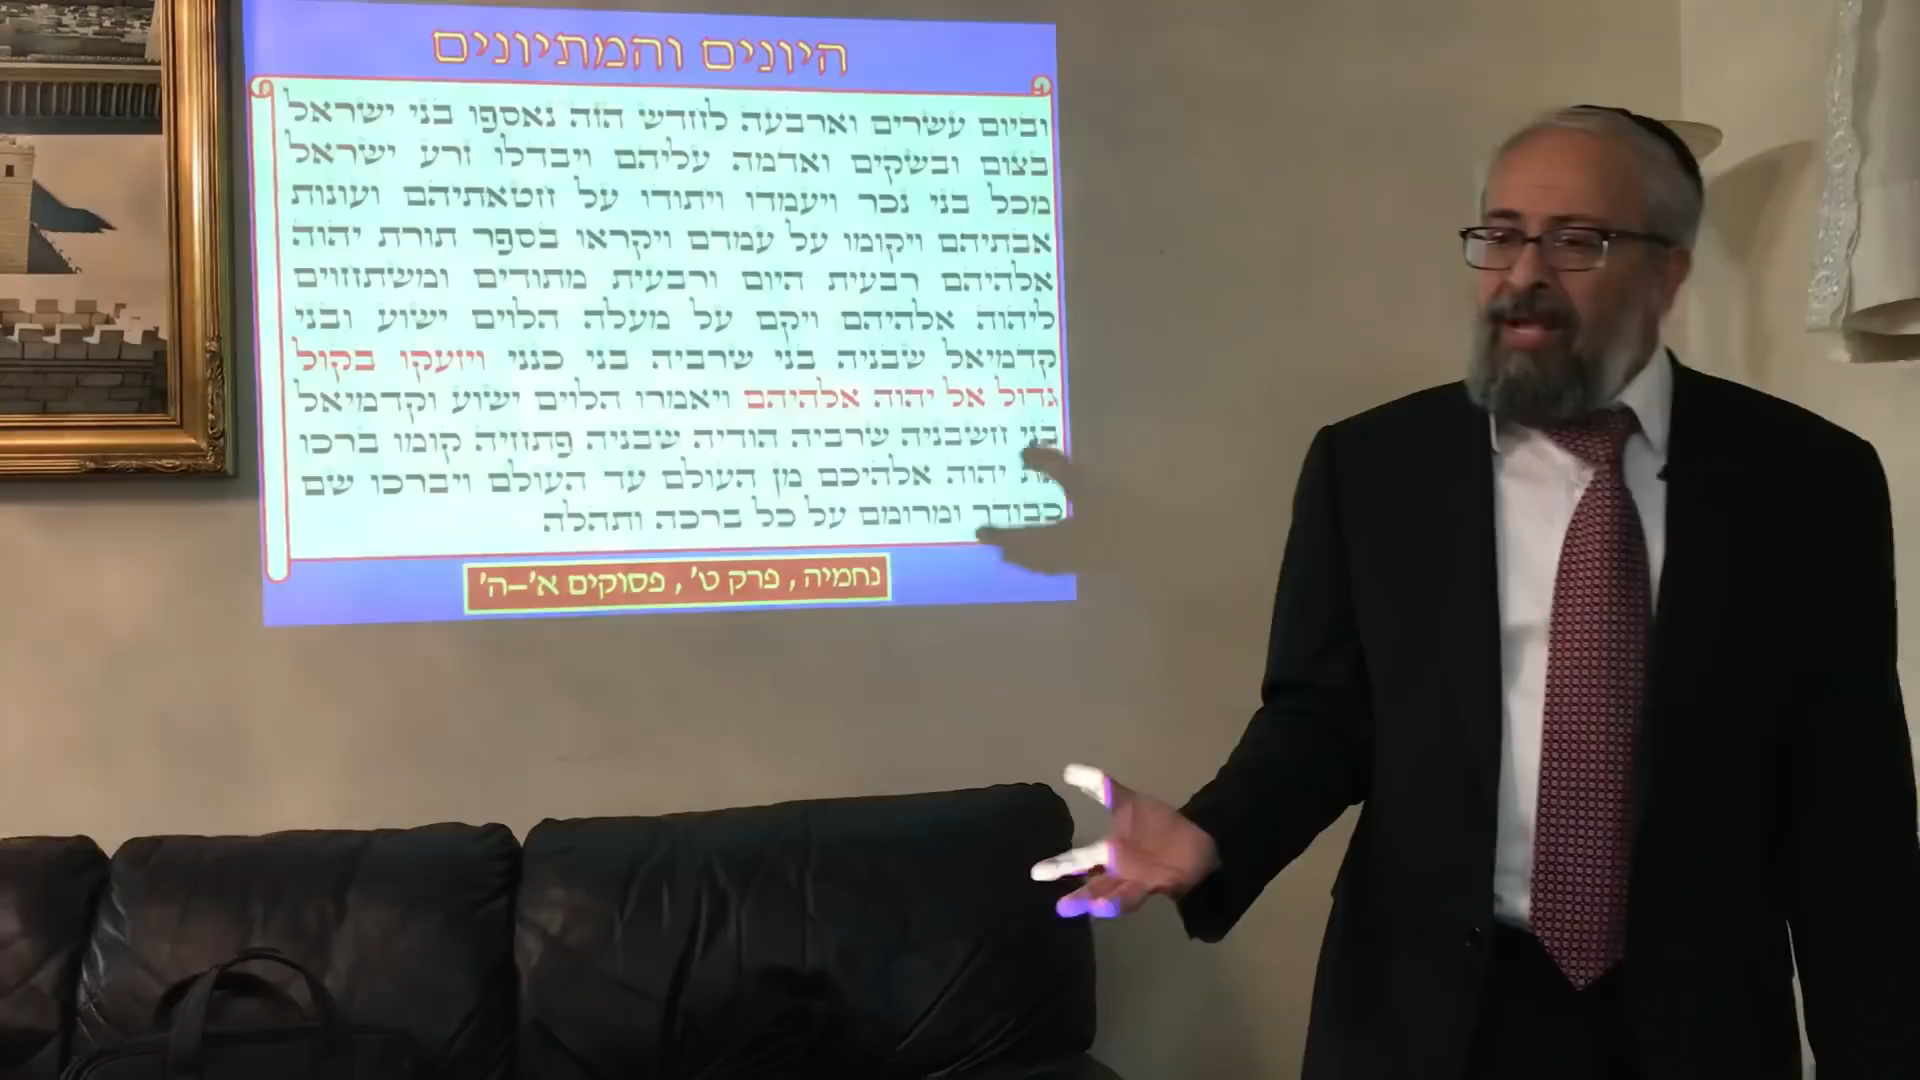 היונים והמתיונים
וביום עשרים וארבעה לחדש הזה נאספו בני ישראל
בצום ובשקים ואדמה עליהם ויבדלו זרע ישראל
מכל בני נכר ויעמדו ויתודו על חטאתיהם ועונות
אבתיהם ויקומו על עמדם ויקראו בספר תורת יהוה
אלהיהם רבעית היום ורבעית מתודים ומשתחוים
ליהוה אלהיהם ויקם על מעלה הלוים ישוע ובני
קדמיאל שבניה בני שרביה בני כנני ויזעקו בקול
גדול אל יהוה אלהיהם ויאמרו הלוים ישוע וקדמיאל
בני חשבניה שרביה הודיה שבניה פתחיה קומו ברכו
את יהוה אלהיכם מן העולם עד העולם ויברכו שם
כבודך ומרומם על כל ברכה ותהלה
נחמיה, פרק ט', פסוקים א'–ה'